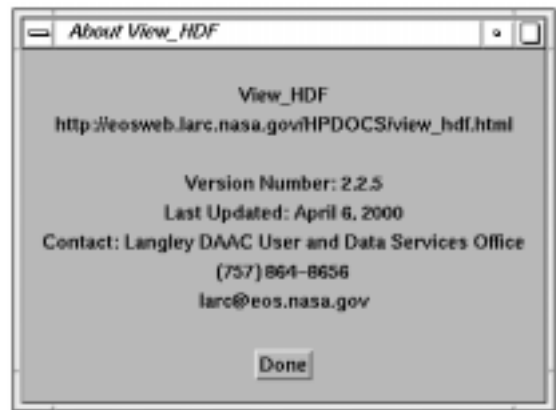 About View_HDF
View_HDF
http://eosweb.larc.nasa.gov/HPDOCS/view_hdf.html
Version Number: 2.2.5
Last Updated: April 6, 2000
Contact: Langley DAAC User and Data Services Office
(757) 864-8656
larc@eos.nasa.gov
Done